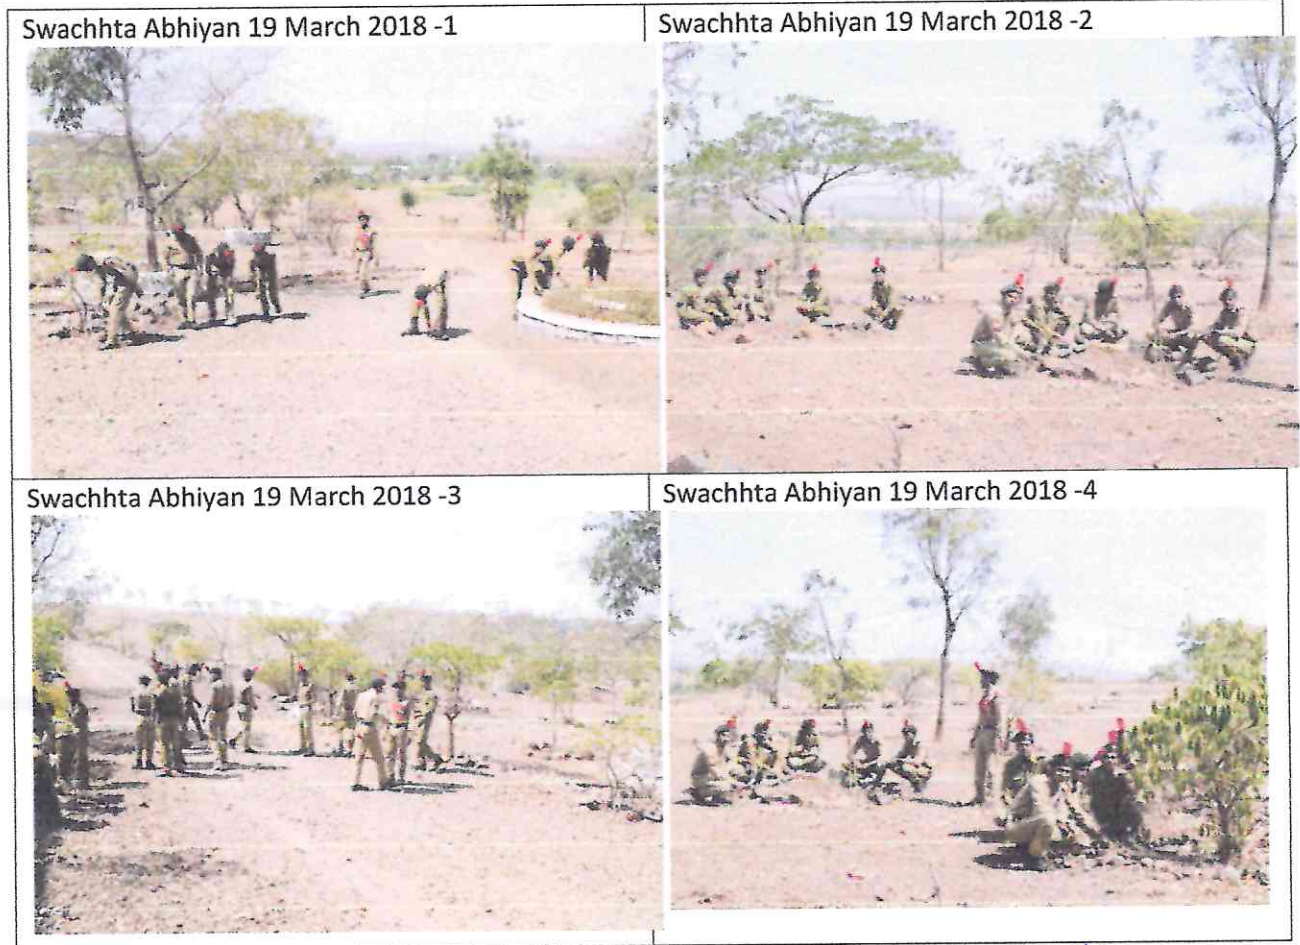 Swachhta Abhiyan 19 March 2018 -1
Swachhta Abhiyan 19 March 2018 -2
Swachhta Abhiyan 19 March 2018 -3
Swachhta Abhiyan 19 March 2018 -4